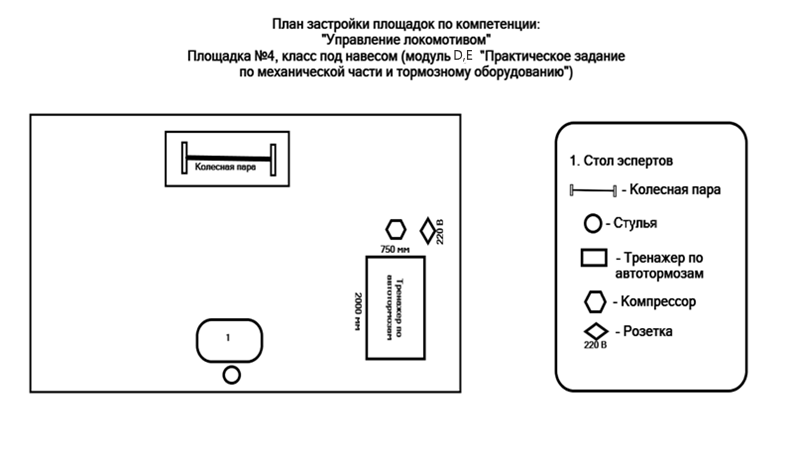 План застройки площадок по компетенции:
"Управление локомотивом"
Площадка №4, класс под навесом (модуль D,E "Практическое задание
по механической части и тормозному оборудованию")
Колесная пара
220 В
750 мм
Тренажер по
автотормозам
2000 мм
1
1. Стол эспертов
- Колесная пара
- Стулья
- Тренажер по
автотормозам
- Компрессор
- Розетка
220 В